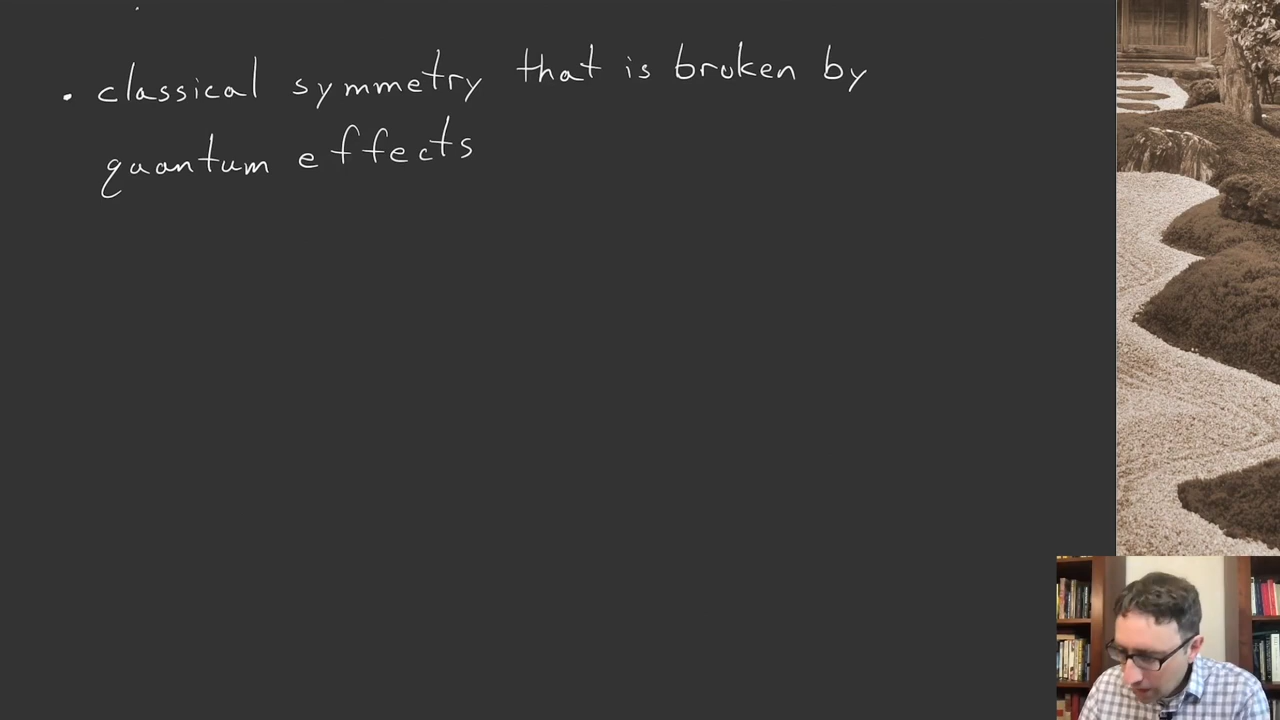 • classical symmetry that is broken by
quantum effects